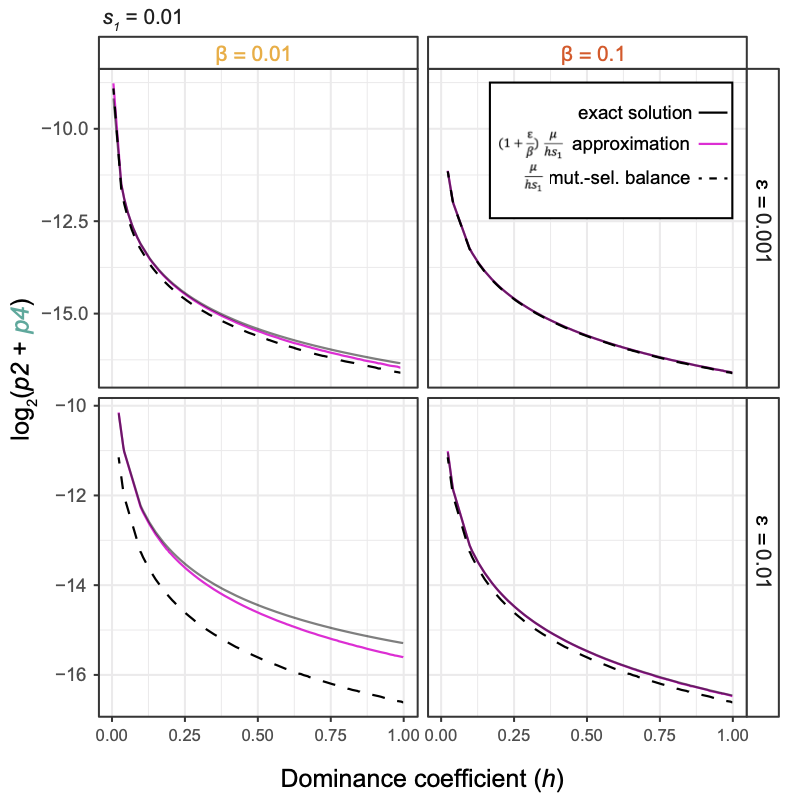 s₁ = 0.01
β = 0.01
β = 0.1
exact solution
(1 + ε/β) μ/hs₁ approximation
μ/hs₁ mut.-sel. balance
ε = 0.001
ε = 0.01
log₂(p2 + p4)
−10.0
−12.5
−15.0
−10
−12
−14
−16
0.00 0.25 0.50 0.75 1.00
0.00 0.25 0.50 0.75 1.00
Dominance coefficient (h)